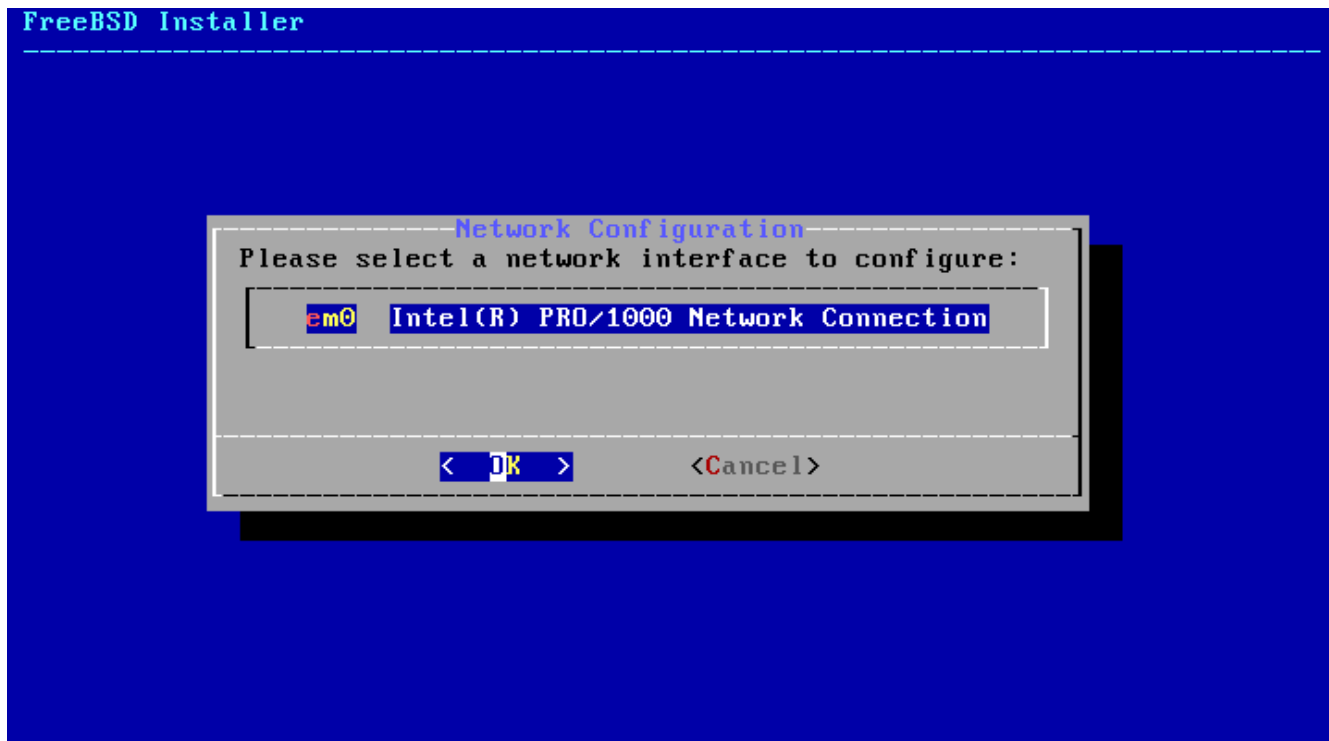 FreeBSD Installer
Network Configuration
Please select a network interface to configure:
em0 Intel(R) PRO/1000 Network Connection
< OK > <Cancel>